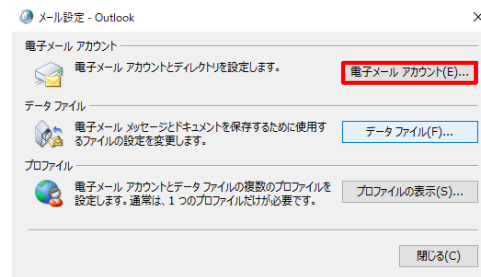 メール設定 - Outlook
電子メール アカウント
電子メール アカウントとディレクトリを設定します。
電子メール アカウント(E)...
データ ファイル
電子メール メッセージとドキュメントを保存するために使用す
るファイルの設定を変更します。
データ ファイル(F)...
プロファイル
電子メール アカウントとデータ ファイルの複数のプロファイルを
設定します。通常は、1 つのプロファイルだけが必要です。
プロファイルの表示(S)...
閉じる(C)